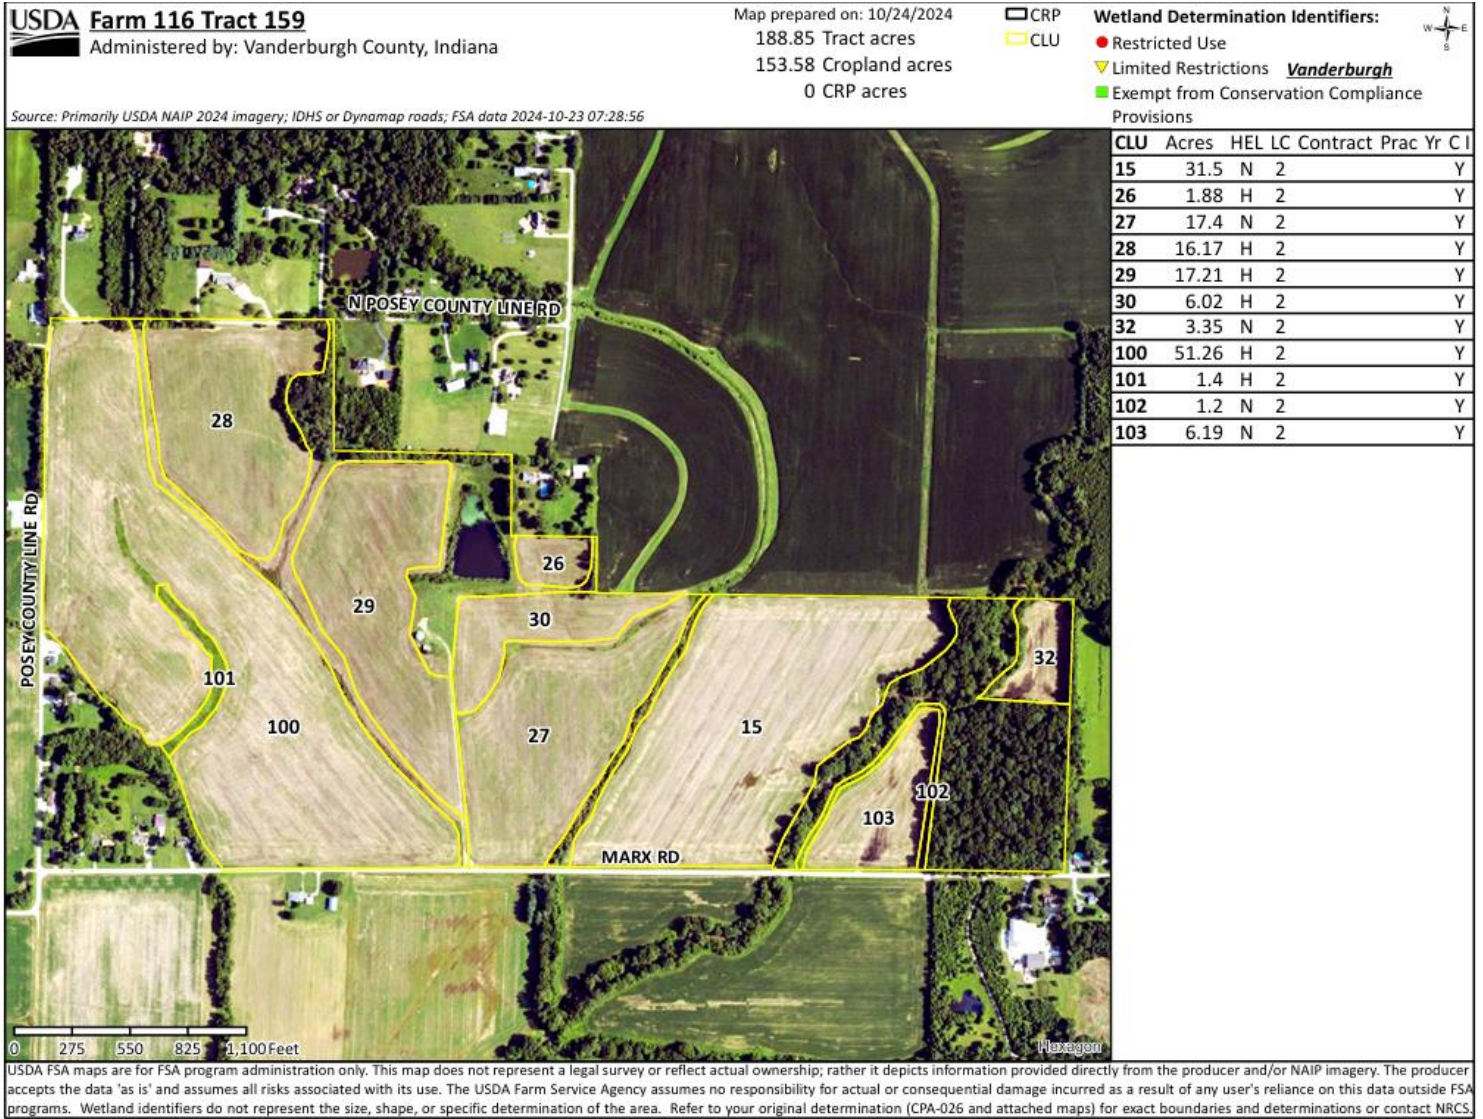 USDA
Farm 116 Tract 159
Administered by: Vanderburgh County, Indiana
Source: Primarily USDA NAIP 2024 imagery; IDHS or Dynamap roads; FSA data 2024-10-23 07:28:56
Map prepared on: 10/24/2024
188.85 Tract acres
153.58 Cropland acres
0 CRP acres
CRP
CLU
Wetland Determination Identifiers:
Restricted Use
Limited Restrictions Vanderburgh
Exempt from Conservation Compliance
Provisions
N
W E
S
CLU Acres HEL LC Contract Prac Yr C I
15 31.5 N 2 Y
26 1.88 H 2 Y
27 17.4 N 2 Y
28 16.17 H 2 Y
29 17.21 H 2 Y
30 6.02 H 2 Y
32 3.35 N 2 Y
100 51.26 H 2 Y
101 1.4 H 2 Y
102 1.2 N 2 Y
103 6.19 N 2 Y
N POSEY COUNTY LINE RD
28
POSEY COUNTY LINE RD
26
29
30
32
101
100
27
15
102
103
MARX RD
0 275 550 825 1,100 Feet
Hexagon
USDA FSA maps are for FSA program administration only. This map does not represent a legal survey or reflect actual ownership; rather it depicts information provided directly from the producer and/or NAIP imagery. The producer
accepts the data 'as is' and assumes all risks associated with its use. The USDA Farm Service Agency assumes no responsibility for actual or consequential damage incurred as a result of any user's reliance on this data outside FSA
programs. Wetland identifiers do not represent the size, shape, or specific determination of the area. Refer to your original determination (CPA-026 and attached maps) for exact boundaries and determinations or contact NRCS.